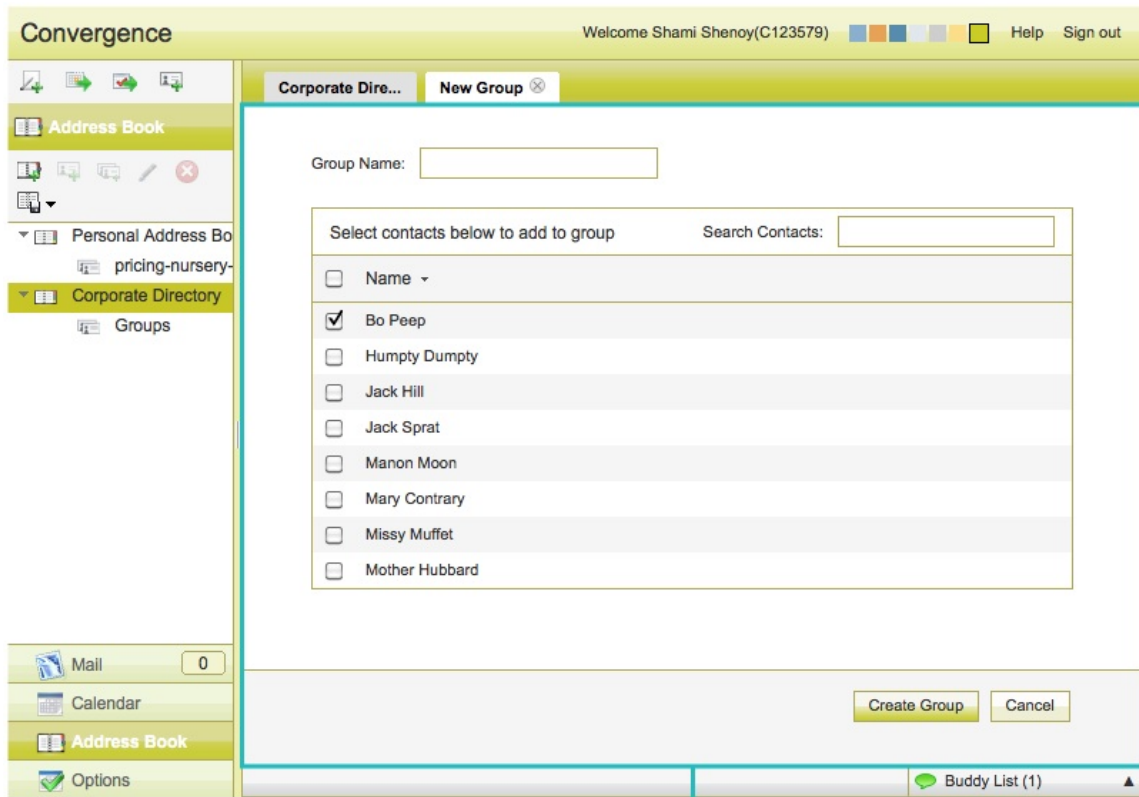 Convergence
Welcome Shami Shenoy(C123579)
Help
Sign out
Corporate Dire...
New Group
Address Book
Group Name:
Personal Address Bo
pricing-nursery-
Corporate Directory
Groups
Select contacts below to add to group
Search Contacts:
Name
Bo Peep
Humpty Dumpty
Jack Hill
Jack Sprat
Manon Moon
Mary Contrary
Missy Muffet
Mother Hubbard
Mail
0
Calendar
Address Book
Options
Create Group
Cancel
Buddy List (1)